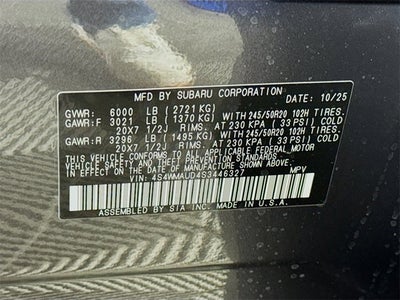 MFD. BY SUBARU CORPORATION DATE: 10/25
GVWR: 6000 LB (2721 KG)
GAWR:F 3021 LB (1370 KG) WITH 245/50R20 102H TIRES.
20X7 1/2J RIMS. AT 230 KPA (33 PSI) COLD
GAWR:R 3296 LB (1495 KG) WITH 245/50R20 102H TIRES.
20X7 1/2J RIMS. AT 230 KPA (33 PSI) COLD
THIS VEHICLE CONFORMS TO ALL APPLICABLE FEDERAL MOTOR
VEHICLE SAFETY AND THEFT PREVENTION STANDARDS IN
EFFECT ON THE DATE OF MANUFACTURE SHOWN ABOVE.
VIN: 4S4WMAUD4S3446327 MPV
ASSEMBLED BY SIA INC. IN U.S.A.